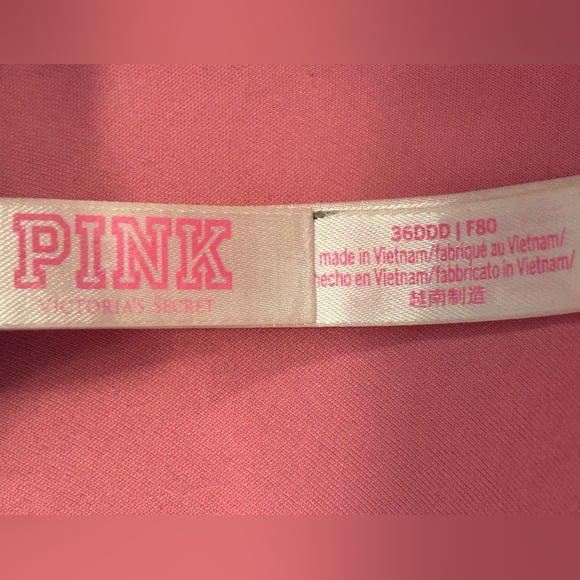 PINK
VICTORIA'S SECRET
36DDD | F80
made in Vietnam/fabriqué au Vietnam/
hecho en Vietnam/fabbricato in Vietnam/
越南制造